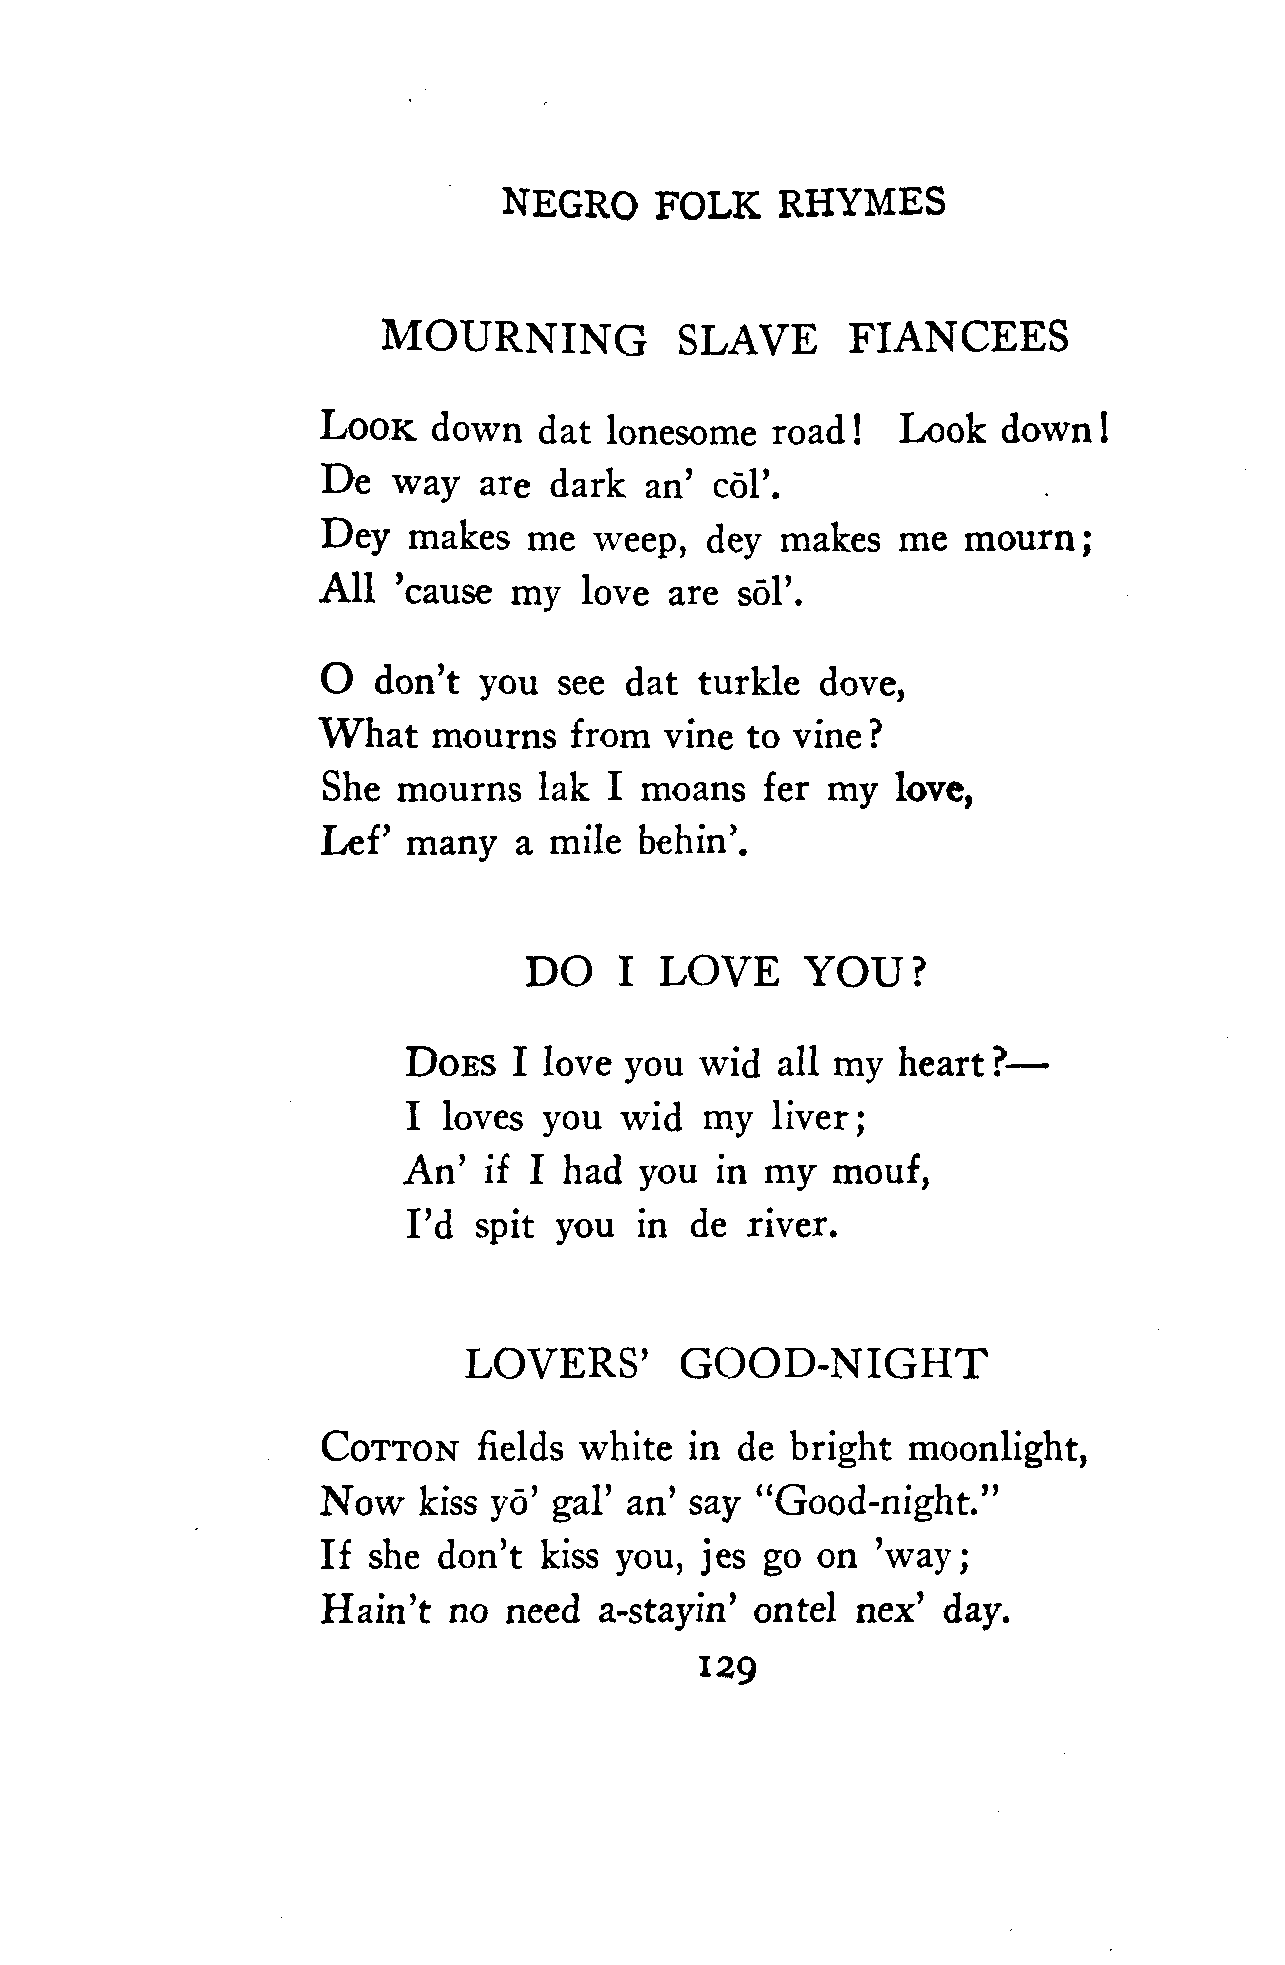 NEGRO FOLK RHYMES
MOURNING SLAVE FIANCEES
LOOK down dat lonesome road! Look down!
De way are dark an' cōl'.
Dey makes me weep, dey makes me mourn;
All 'cause my love are sōl'.
O don't you see dat turkle dove,
What mourns from vine to vine?
She mourns lak I moans fer my love,
Lef' many a mile behin'.
DO I LOVE YOU?
DOES I love you wid all my heart?—
I loves you wid my liver;
An' if I had you in my mouf,
I'd spit you in de river.
LOVERS' GOOD-NIGHT
COTTON fields white in de bright moonlight,
Now kiss yō' gal' an' say "Good-night."
If she don't kiss you, jes go on 'way;
Hain't no need a-stayin' ontel nex' day.
129